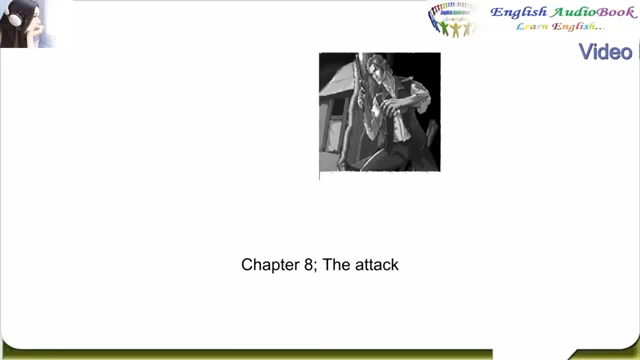 English AudioBook
Learn English...
Video
Chapter 8; The attack